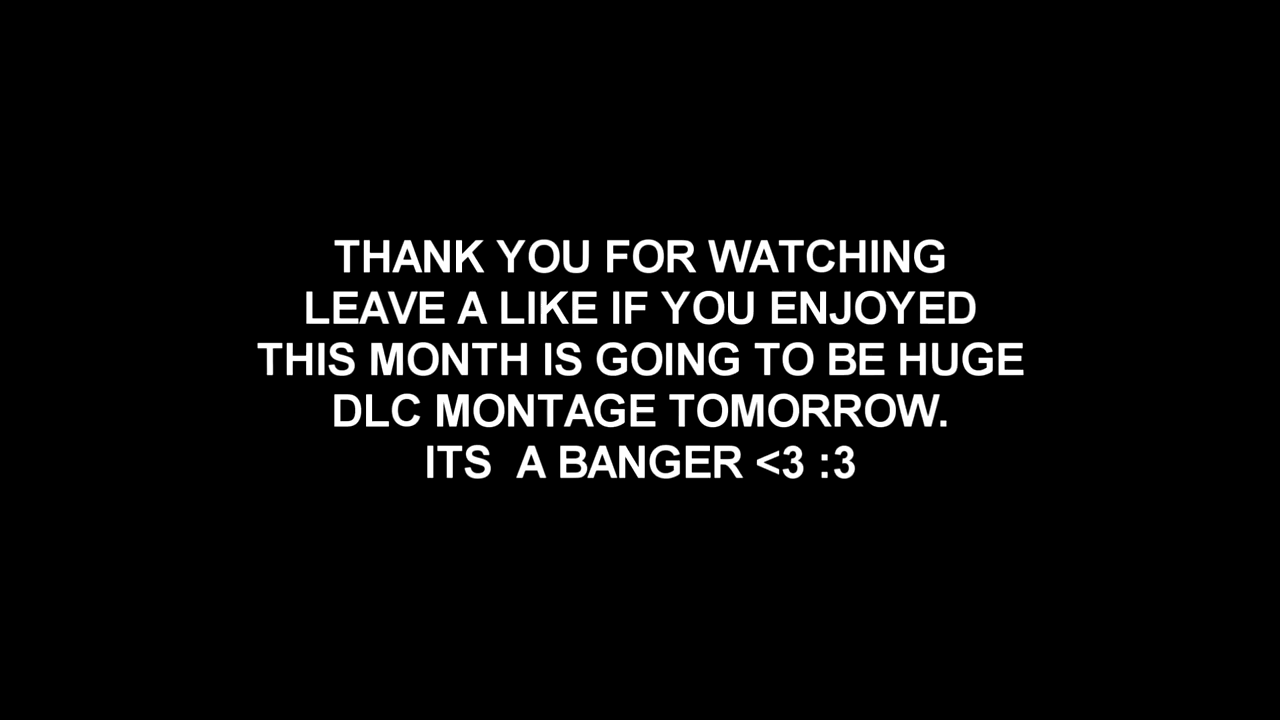 THANK YOU FOR WATCHING
LEAVE A LIKE IF YOU ENJOYED
THIS MONTH IS GOING TO BE HUGE
DLC MONTAGE TOMORROW.
ITS  A BANGER <3 :3